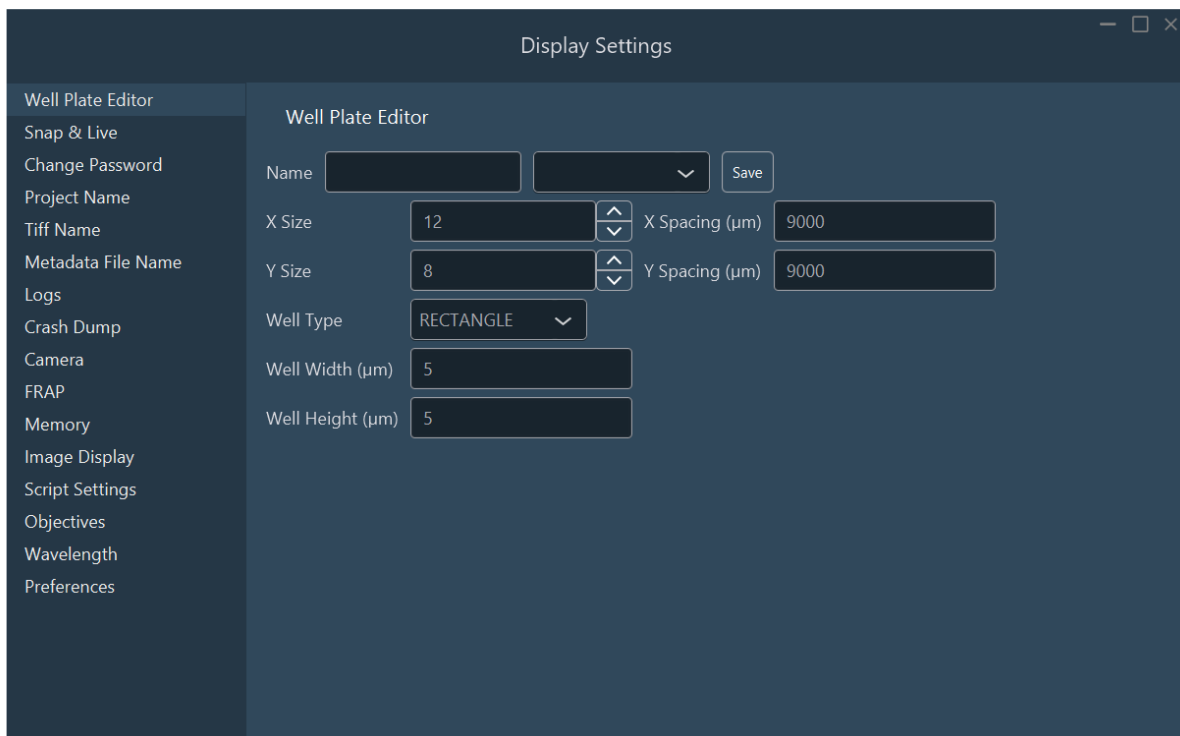 Display Settings
Well Plate Editor
Snap & Live
Change Password
Project Name
Tiff Name
Metadata File Name
Logs
Crash Dump
Camera
FRAP
Memory
Image Display
Script Settings
Objectives
Wavelength
Preferences
Well Plate Editor
Name Save
X Size 12 X Spacing (µm) 9000
Y Size 8 Y Spacing (µm) 9000
Well Type RECTANGLE
Well Width (µm) 5
Well Height (µm) 5